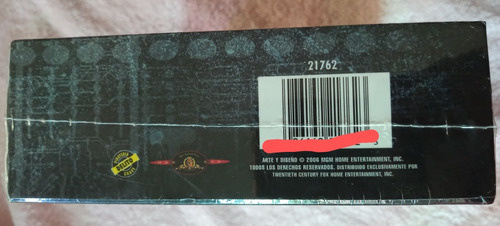 21762
ARTE Y DISEÑO © 2006 MGM HOME ENTERTAINMENT, INC.
TODOS LOS DERECHOS RESERVADOS. DISTRIBUIDO EXCLUSIVAMENTE POR
TWENTIETH CENTURY FOX HOME ENTERTAINMENT, INC.